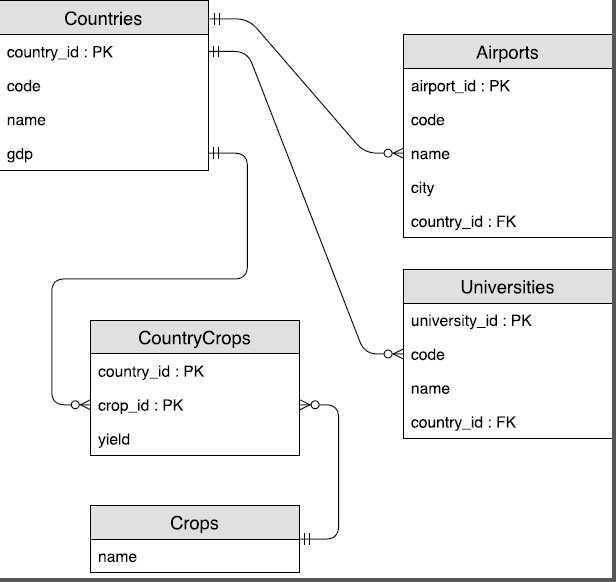 Countries
country_id : PK
code
name
gdp
Airports
airport_id : PK
code
name
city
country_id : FK
Universities
university_id : PK
code
name
country_id : FK
CountryCrops
country_id : PK
crop_id : PK
yield
Crops
name